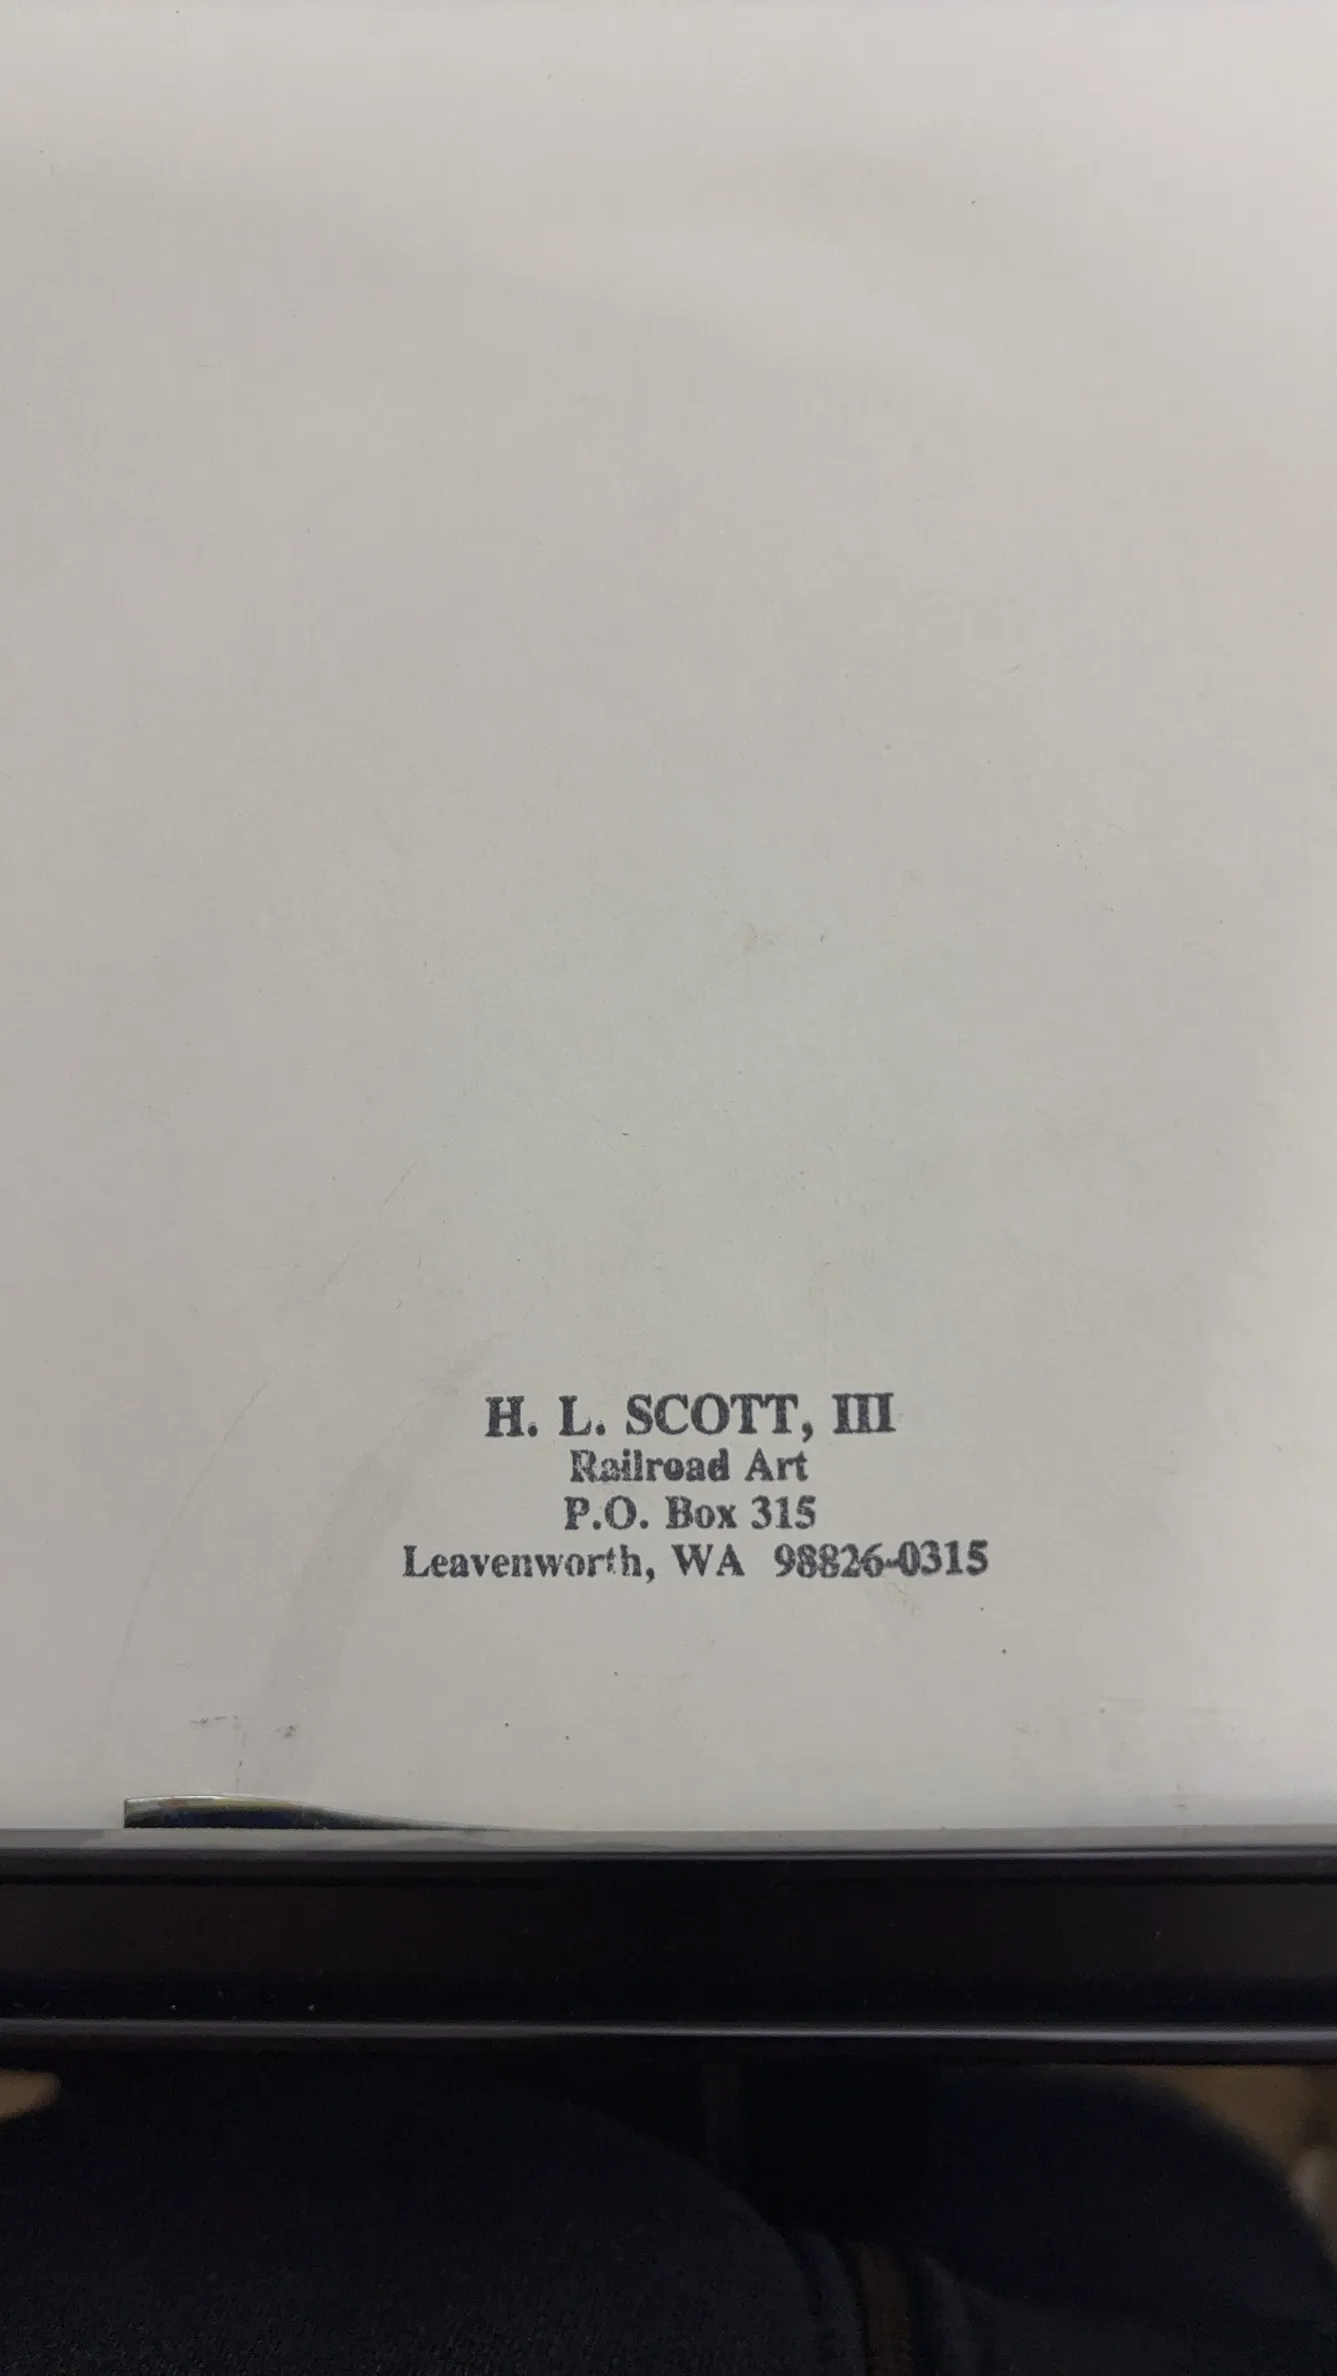 H. L. SCOTT, III
Railroad Art
P.O. Box 315
Leavenworth, WA 98826-0315